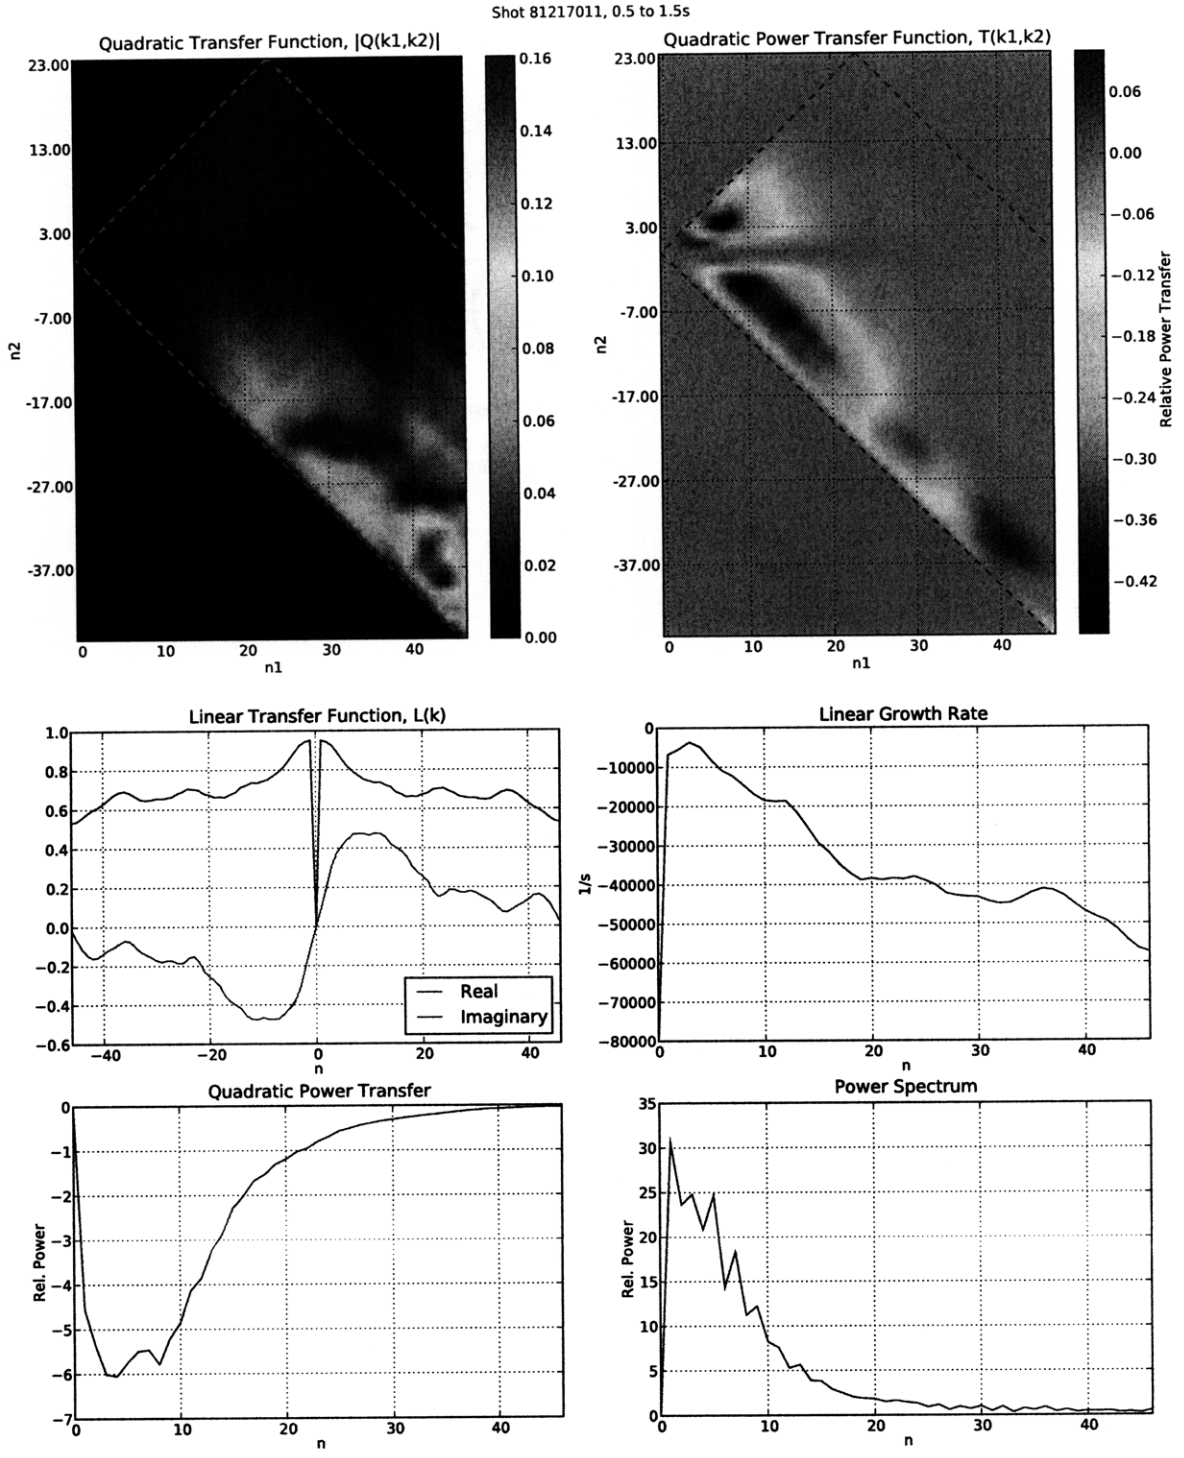 Shot 81217011, 0.5 to 1.5s
Quadratic Transfer Function, |Q(k1,k2)|
23.00
13.00
3.00
-7.00
-17.00
-27.00
-37.00
n2
0 10 20 30 40
n1
0.16
0.14
0.12
0.10
0.08
0.06
0.04
0.02
0.00
Quadratic Power Transfer Function, T(k1,k2)
23.00
13.00
3.00
-7.00
-17.00
-27.00
-37.00
n2
0 10 20 30 40
n1
0.06
0.00
−0.06
−0.12
−0.18
−0.24
−0.30
−0.36
−0.42
Relative Power Transfer
Linear Transfer Function, L(k)
1.0
0.8
0.6
0.4
0.2
0.0
−0.2
−0.4
−0.6
−40 −20 0 20 40
n
Real
Imaginary
Linear Growth Rate
0
−10000
−20000
−30000
−40000
−50000
−60000
−70000
−80000
1/s
0 10 20 30 40
n
Quadratic Power Transfer
0
−1
−2
−3
−4
−5
−6
−7
Rel. Power
0 10 20 30 40
n
Power Spectrum
35
30
25
20
15
10
5
0
Rel. Power
0 10 20 30 40
n